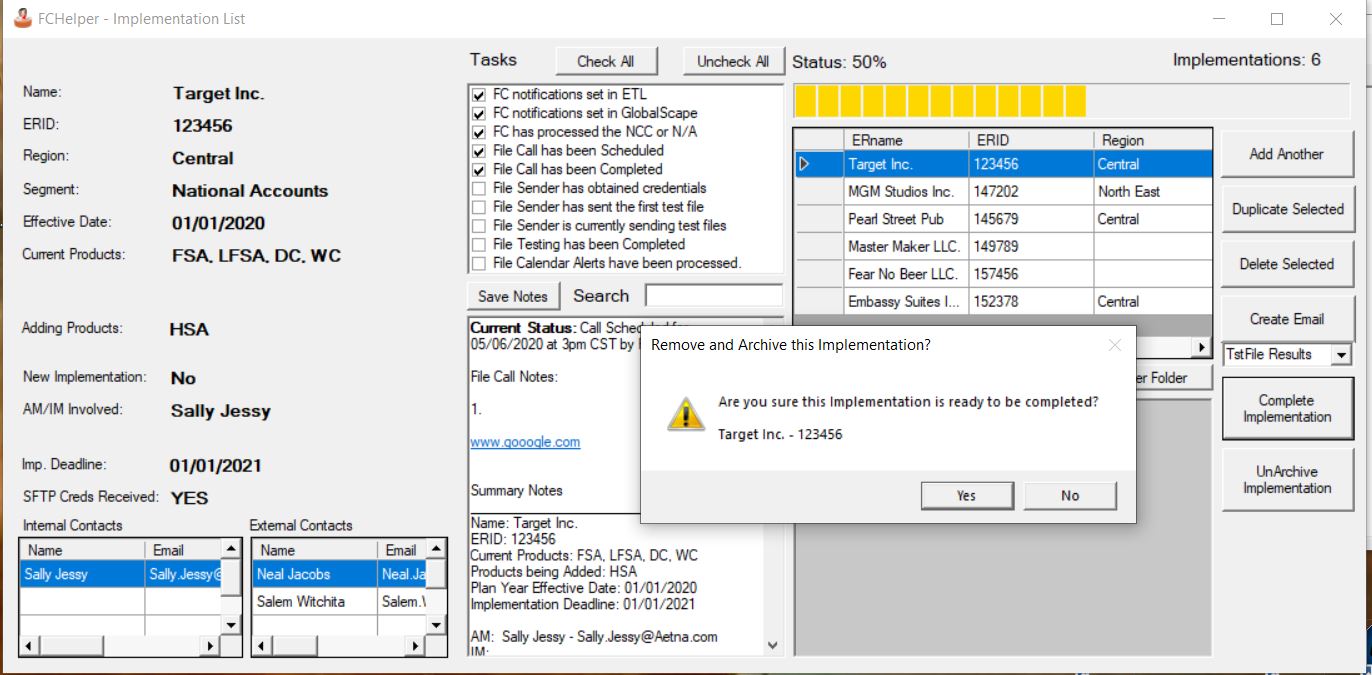 FCHelper - Implementation List
Name: Target Inc.
ERID: 123456
Region: Central
Segment: National Accounts
Effective Date: 01/01/2020
Current Products: FSA, LFSA, DC, WC
Adding Products: HSA
New Implementation: No
AM/IM Involved: Sally Jessy
Imp. Deadline: 01/01/2021
SFTP Creds Received: YES
Internal Contacts
Name Email
Sally Jessy Sally.Jessy@
External Contacts
Name Email
Neal Jacobs Neal.Ja
Salem Witchita Salem.
Tasks Check All Uncheck All
FC notifications set in ETL
FC notifications set in GlobalScape
FC has processed the NCC or N/A
File Call has been Scheduled
File Call has been Completed
File Sender has obtained credentials
File Sender has sent the first test file
File Sender is currently sending test files
File Testing has been Completed
File Calendar Alerts have been processed.
Save Notes Search
Current Status: Call Scheduled for
05/06/2020 at 3pm CST by
File Call Notes:
1.
www.gooogle.com
Summary Notes
Name: Target Inc.
ERID: 123456
Current Products: FSA, LFSA, DC, WC
Products being Added: HSA
Plan Year Effective Date: 01/01/2020
Implementation Deadline: 01/01/2021
AM: Sally Jessy - Sally.Jessy@Aetna.com
IM:
Status: 50% Implementations: 6
ERname ERID Region
Target Inc. 123456 Central
MGM Studios Inc. 147202 North East
Pearl Street Pub 145679 Central
Master Maker LLC. 149789
Fear No Beer LLC. 157456
Embassy Suites I... 152378 Central
er Folder
Add Another
Duplicate Selected
Delete Selected
Create Email
TstFile Results
Complete
Implementation
UnArchive
Implementation
Remove and Archive this Implementation?
Are you sure this Implementation is ready to be completed?
Target Inc. - 123456
Yes No